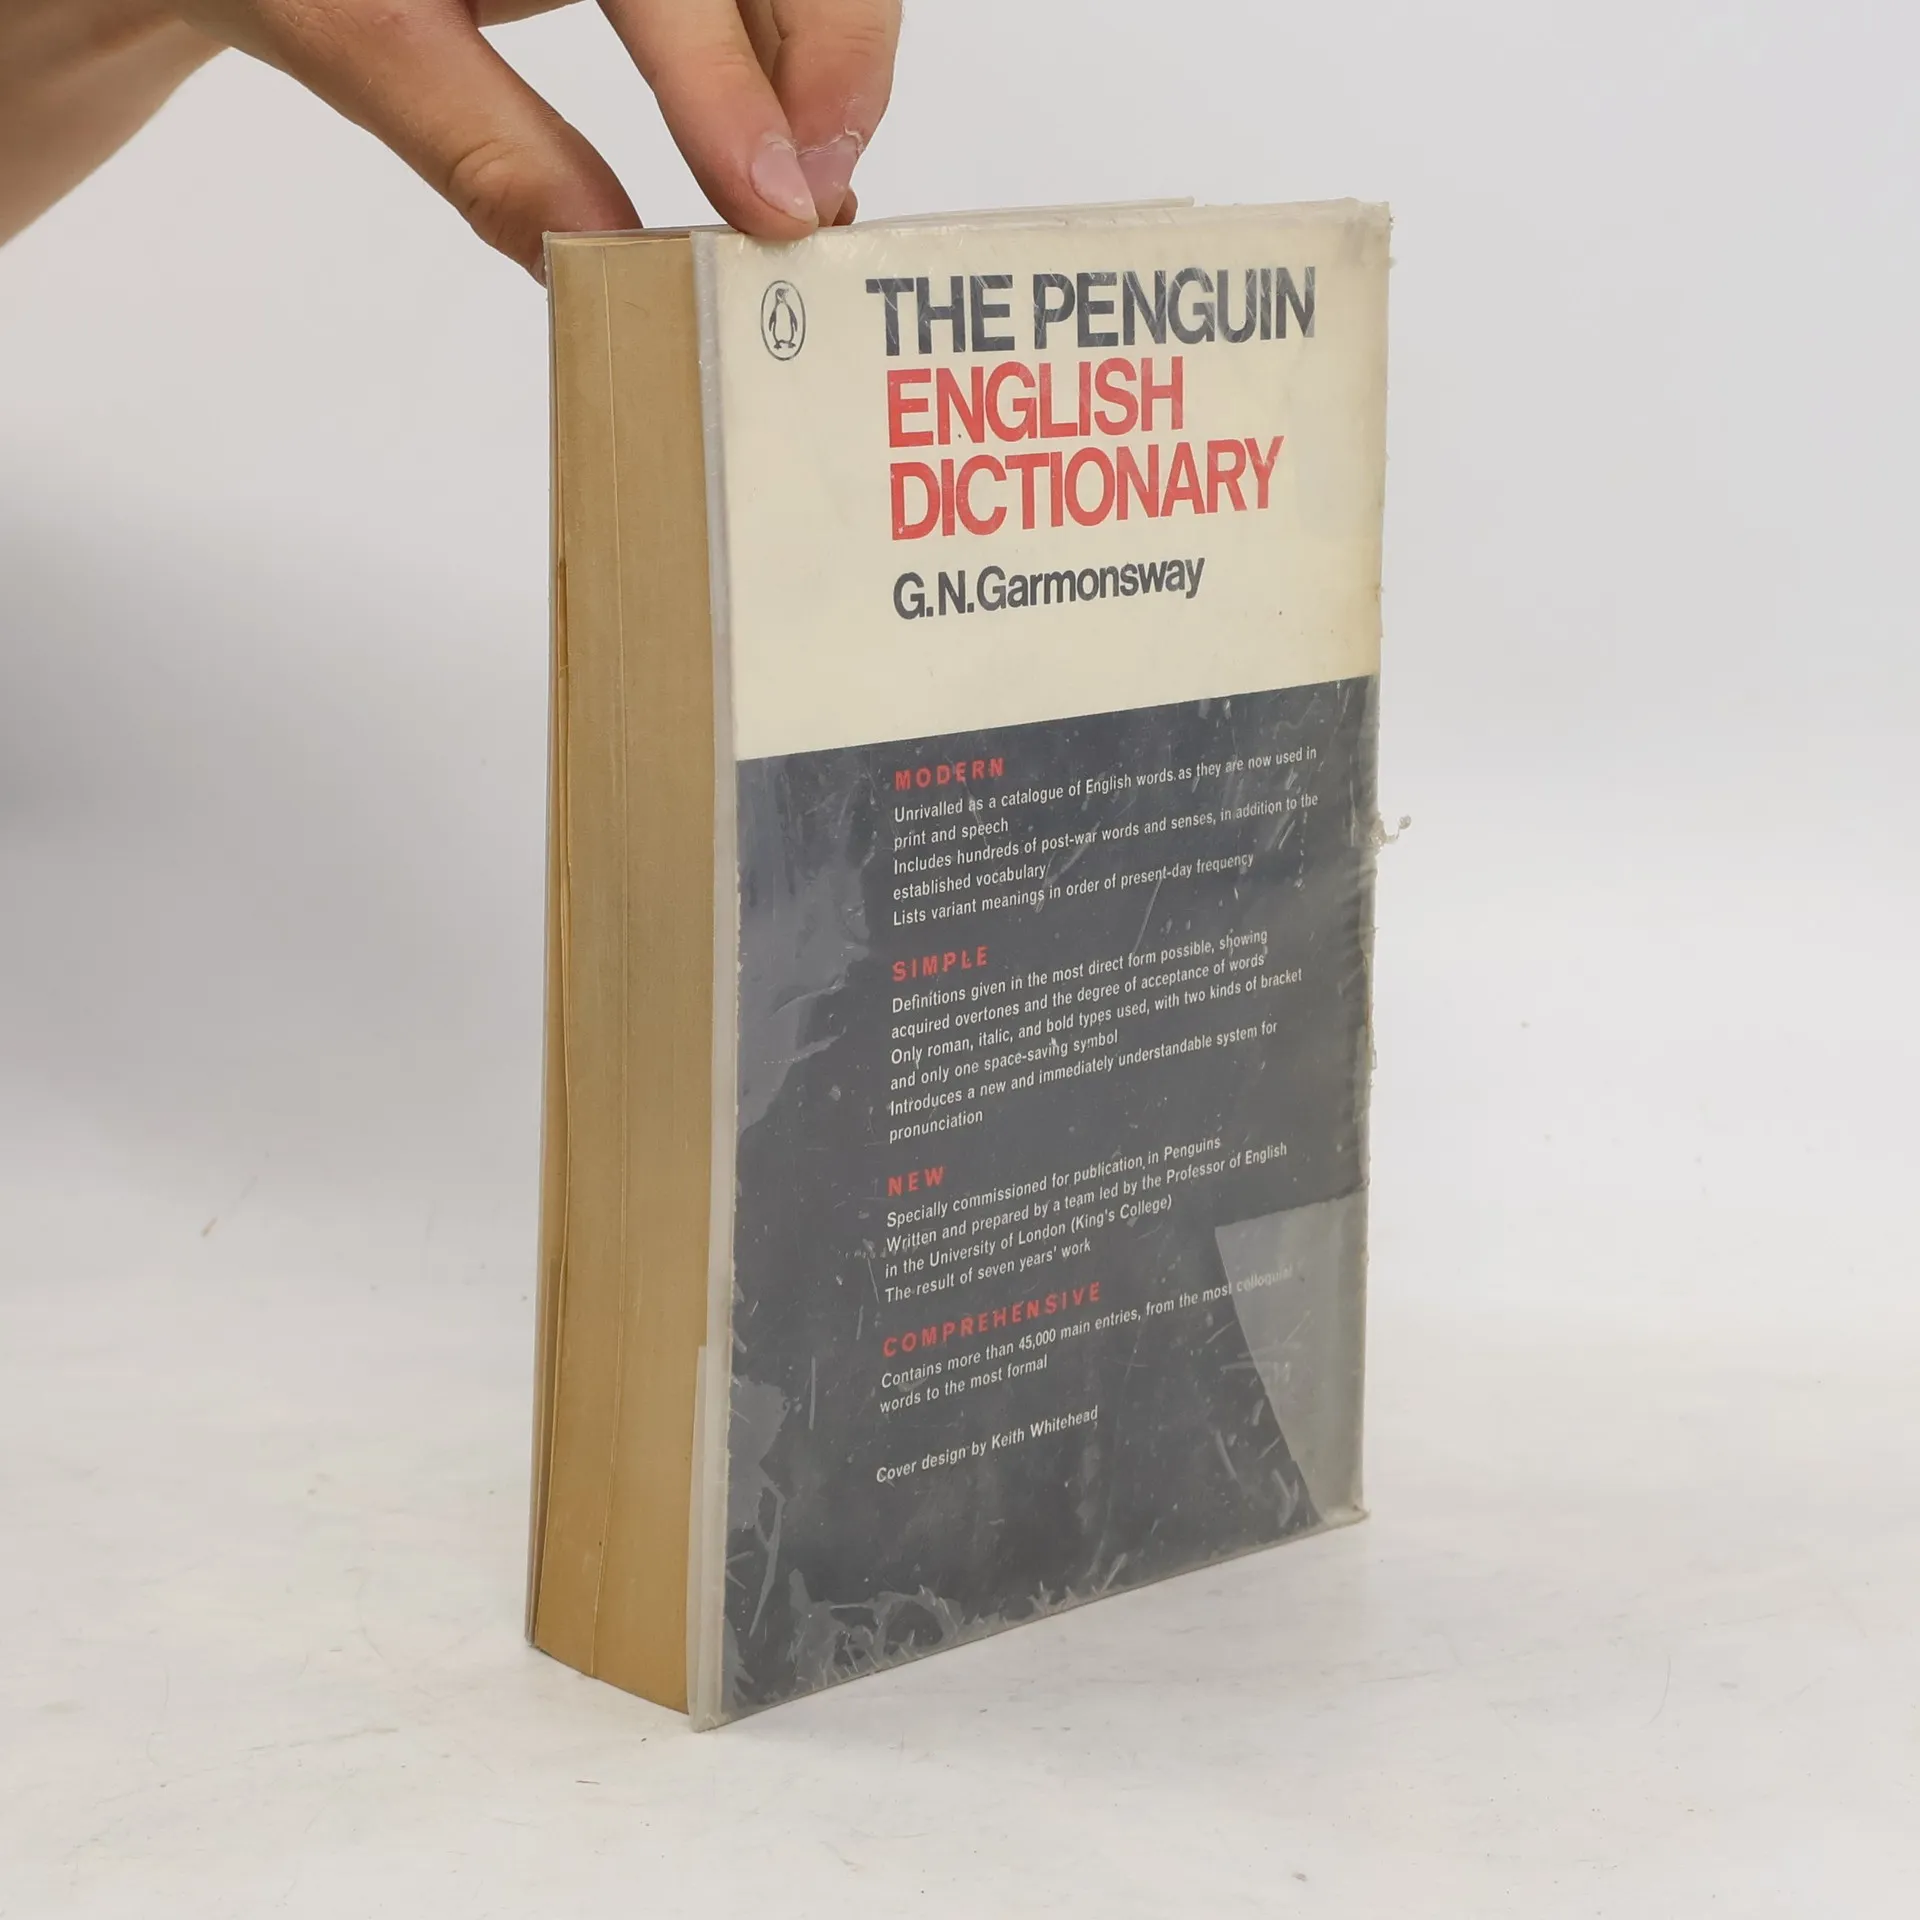 THE PENGUIN
ENGLISH
DICTIONARY
G.N.Garmonsway
MODERN
Unrivalled as a catalogue of English words as they are now used in
print and speech
Includes hundreds of post-war words and senses, in addition to the
established vocabulary
Lists variant meanings in order of present-day frequency
SIMPLE
Definitions given in the most direct form possible, showing
acquired overtones and the degree of acceptance of words
Only roman, italic, and bold types used, with two kinds of bracket
and only one space-saving symbol
Introduces a new and immediately understandable system for
pronunciation
NEW
Specially commissioned for publication in Penguins
Written and prepared by a team led by the Professor of English
in the University of London (King's College)
The result of seven years' work
COMPREHENSIVE
Contains more than 45,000 main entries, from the most colloquial
words to the most formal
Cover design by Keith Whitehead